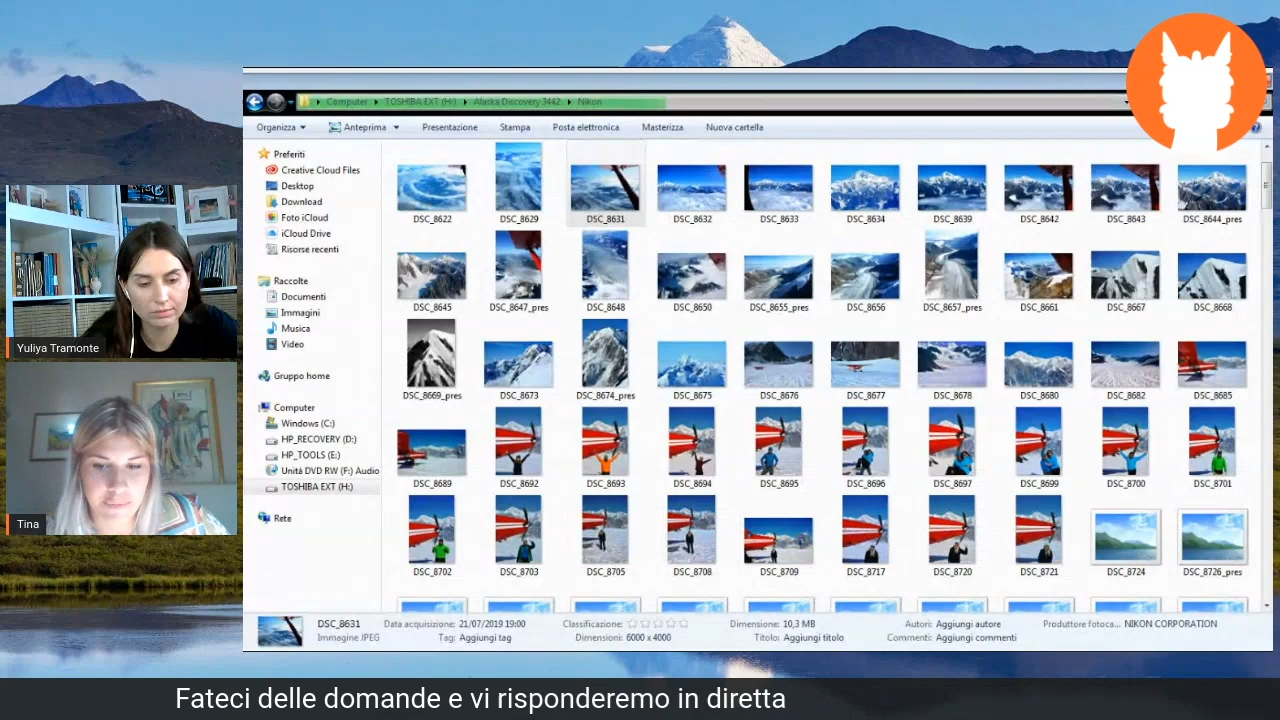 Computer ▸ TOSHIBA EXT (H:) ▸ Alaska Discovery 3442 ▸ Nikon
Organizza Anteprima Presentazione Stampa Posta elettronica Masterizza Nuova cartella
Preferiti
Creative Cloud Files
Desktop
Download
Foto iCloud
iCloud Drive
Risorse recenti
Raccolte
Documenti
Immagini
Musica
Video
Gruppo home
Computer
Windows (C:)
HP_RECOVERY (D:)
HP_TOOLS (E:)
Unità DVD RW (F:) Audio
TOSHIBA EXT (H:)
Rete
DSC_8622 DSC_8629 DSC_8631 DSC_8632 DSC_8633 DSC_8634 DSC_8639 DSC_8642 DSC_8643 DSC_8644_pres
DSC_8645 DSC_8647_pres DSC_8648 DSC_8650 DSC_8655_pres DSC_8656 DSC_8657_pres DSC_8661 DSC_8667 DSC_8668
DSC_8669_pres DSC_8673 DSC_8674_pres DSC_8675 DSC_8676 DSC_8677 DSC_8678 DSC_8680 DSC_8682 DSC_8685
DSC_8689 DSC_8692 DSC_8693 DSC_8694 DSC_8695 DSC_8696 DSC_8697 DSC_8699 DSC_8700 DSC_8701
DSC_8702 DSC_8703 DSC_8705 DSC_8708 DSC_8709 DSC_8717 DSC_8720 DSC_8721 DSC_8724 DSC_8726_pres
DSC_8631 Data acquisizione: 21/07/2019 19:00 Classificazione: Dimensione: 10,3 MB Autori: Aggiungi autore Produttore fotoca... NIKON CORPORATION
Immagine JPEG Tag: Aggiungi tag Dimensioni: 6000 x 4000 Titolo: Aggiungi titolo Commenti: Aggiungi commenti
Yuliya Tramonte
Tina
Fateci delle domande e vi risponderemo in diretta